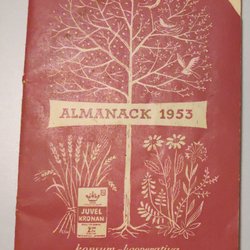 ALMANACK 1953
JUVEL
KRONAN
konsum - kooperativa